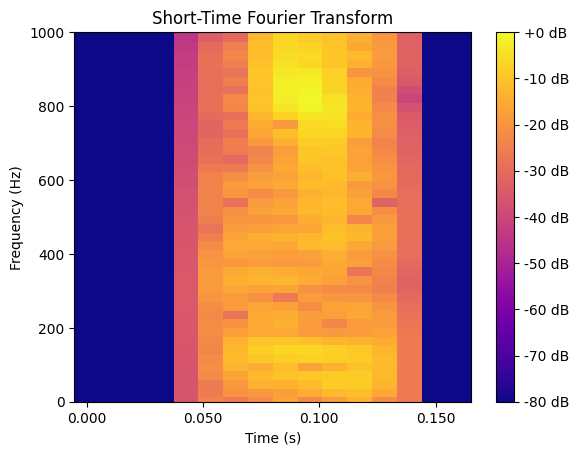 Short-Time Fourier Transform
Frequency (Hz)
1000
800
600
400
200
0
0.000
0.050
0.100
0.150
Time (s)
+0 dB
-10 dB
-20 dB
-30 dB
-40 dB
-50 dB
-60 dB
-70 dB
-80 dB